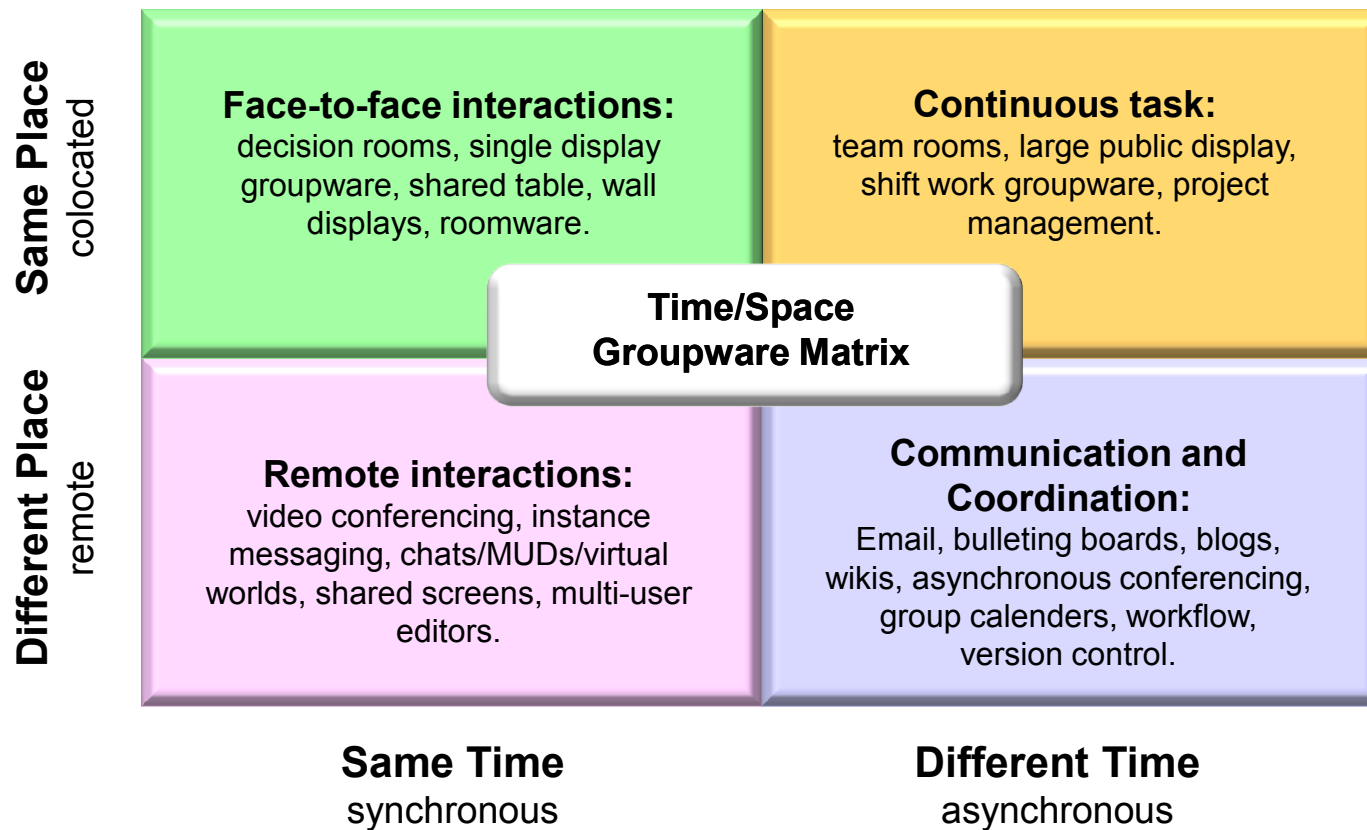 Same Place
colocated
Face-to-face interactions:
decision rooms, single display
groupware, shared table, wall
displays, roomware.
Continuous task:
team rooms, large public display,
shift work groupware, project
management.
Time/Space
Groupware Matrix
Different Place
remote
Remote interactions:
video conferencing, instance
messaging, chats/MUDs/virtual
worlds, shared screens, multi-user
editors.
Communication and
Coordination:
Email, bulleting boards, blogs,
wikis, asynchronous conferencing,
group calenders, workflow,
version control.
Same Time
synchronous
Different Time
asynchronous